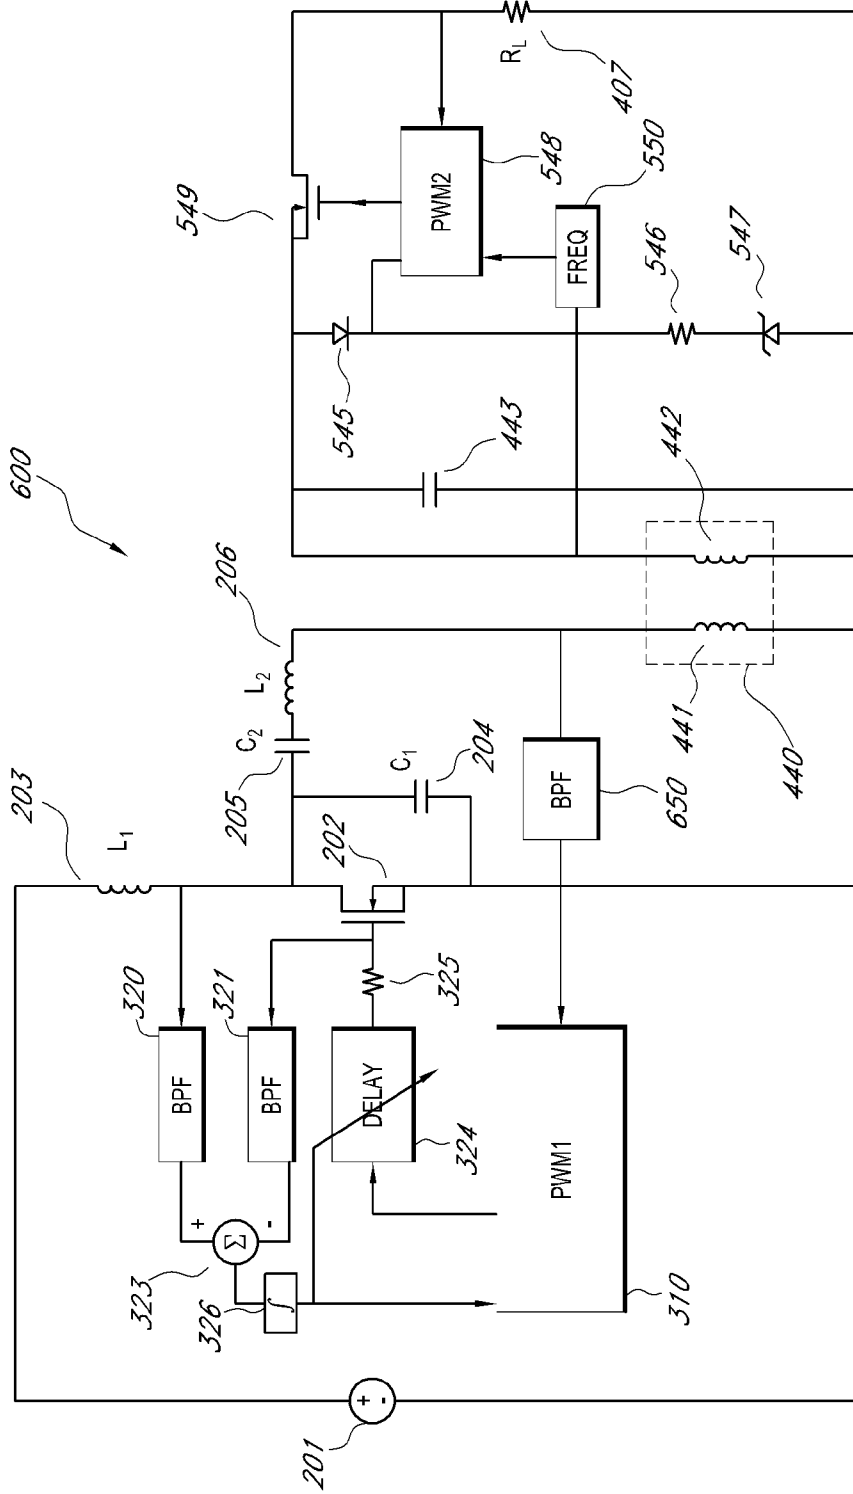 600
203
L1
320
BPF
321
BPF
+
-
Σ
323
∫
326
201
+
-
DELAY
324
325
202
205
C2
L2
206
C1
204
PWM1
310
BPF
650
441
440
442
443
545
549
PWM2
548
FREQ
550
546
547
RL
407